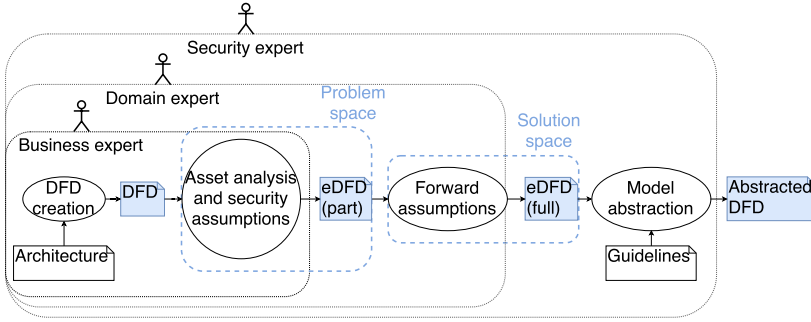 Security expert
Domain expert
Problem
space
Solution
space
Business expert
DFD
creation
DFD
Asset analysis
and security
assumptions
eDFD
(part)
Forward
assumptions
eDFD
(full)
Model
abstraction
Abstracted
DFD
Architecture
Guidelines